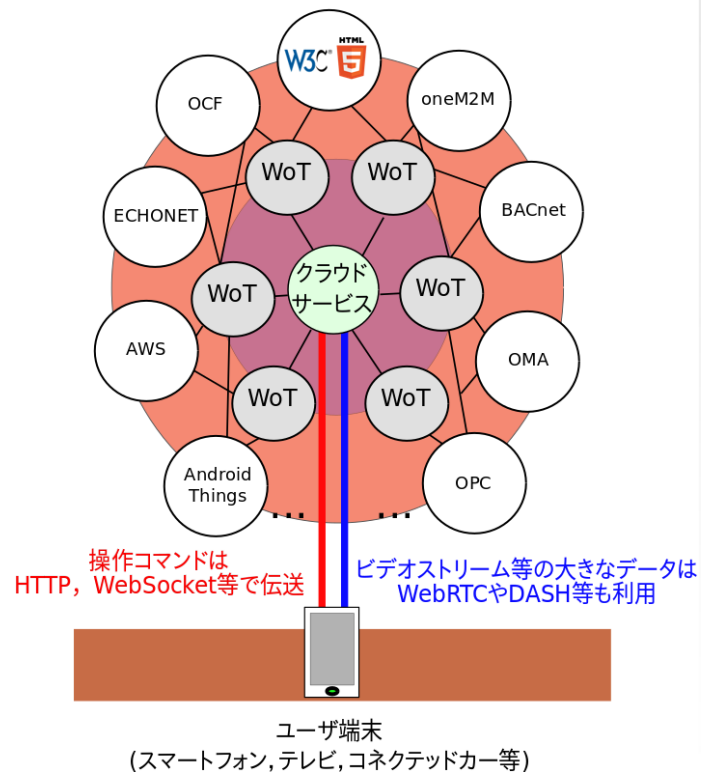 HTML
W3C® 5
OCF
oneM2M
WoT
WoT
ECHONET
BACnet
クラウド
サービス
WoT
WoT
AWS
OMA
WoT
WoT
Android
Things
OPC
...
...
操作コマンドは
HTTP，WebSocket等で伝送
ビデオストリーム等の大きなデータは
WebRTCやDASH等も利用
ユーザ端末
(スマートフォン,テレビ,コネクテッドカー等)